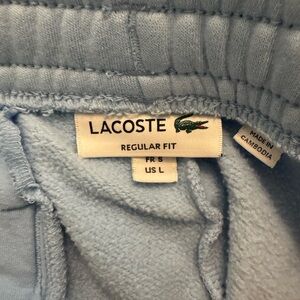 LACOSTE
REGULAR FIT
FR 5
US L
MADE IN
CAMBODIA